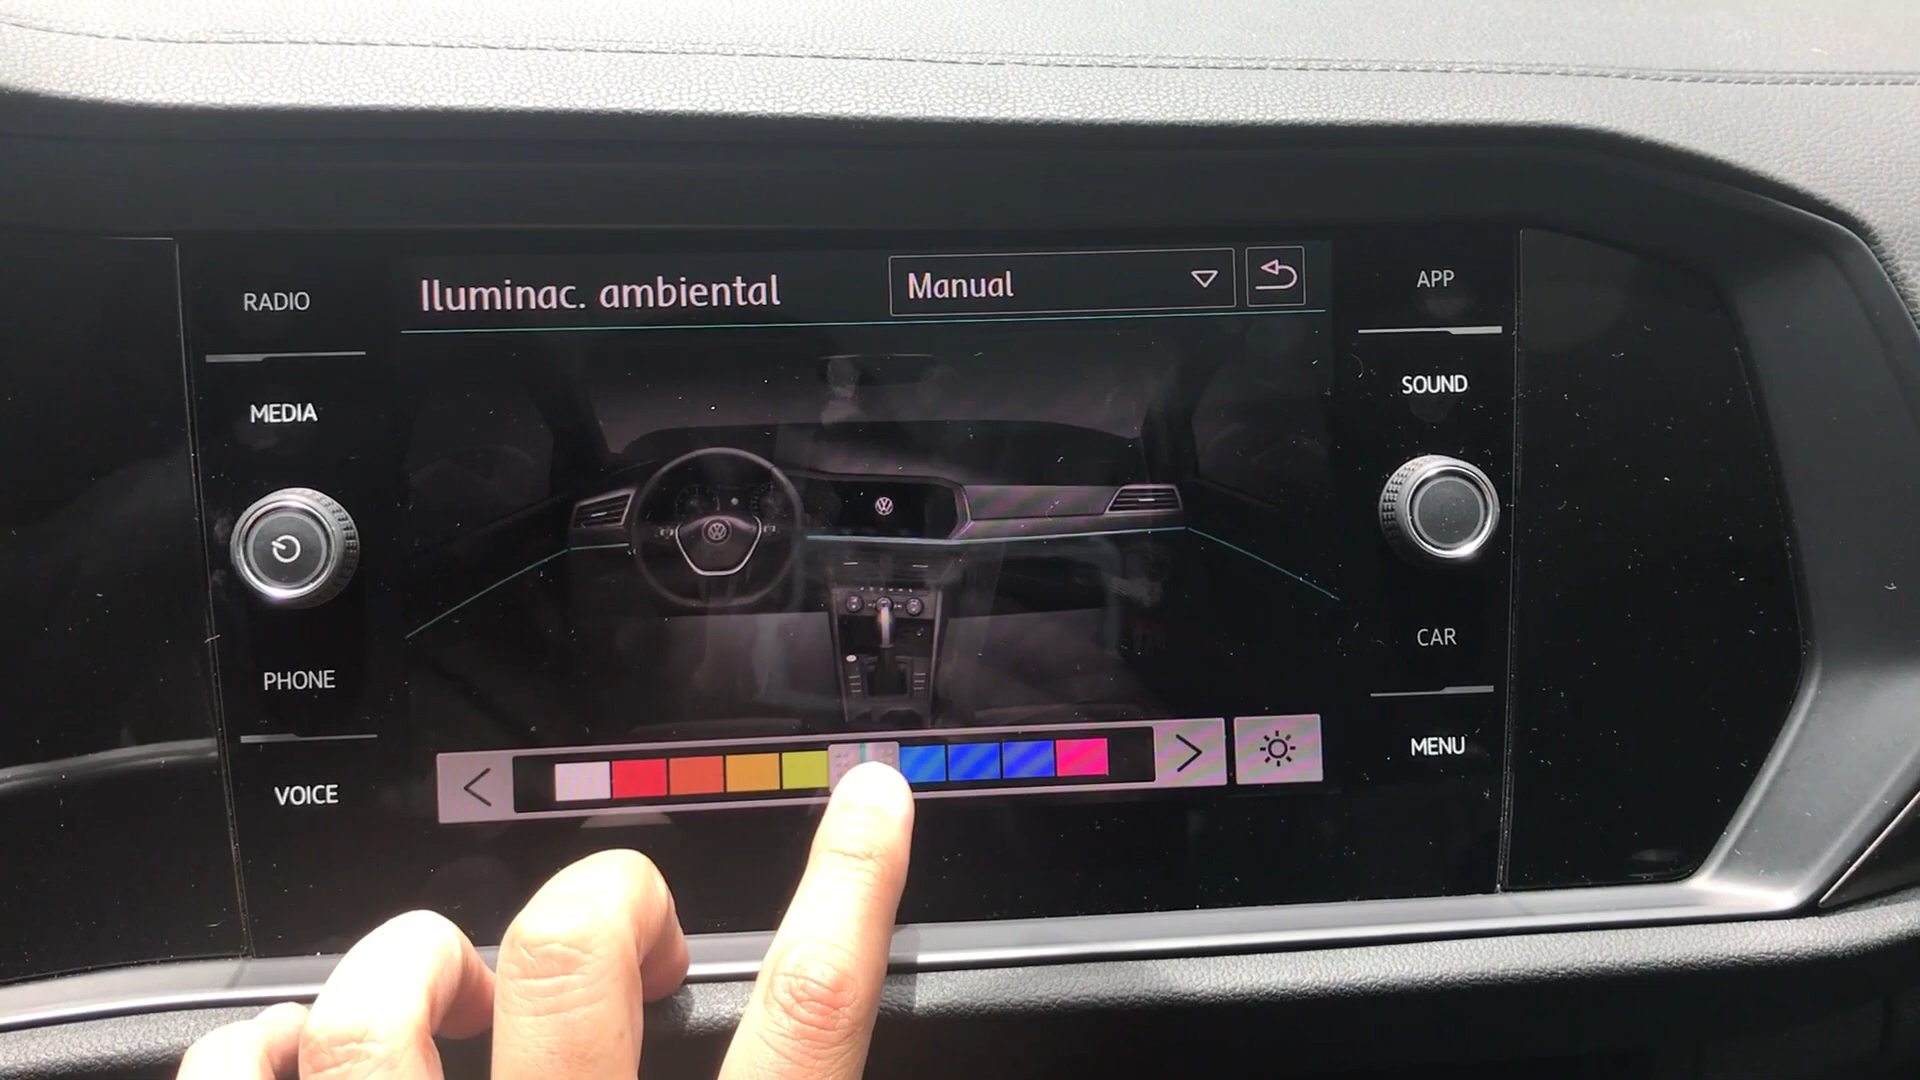 RADIO
MEDIA
PHONE
VOICE
Iluminac. ambiental
Manual
APP
SOUND
CAR
MENU